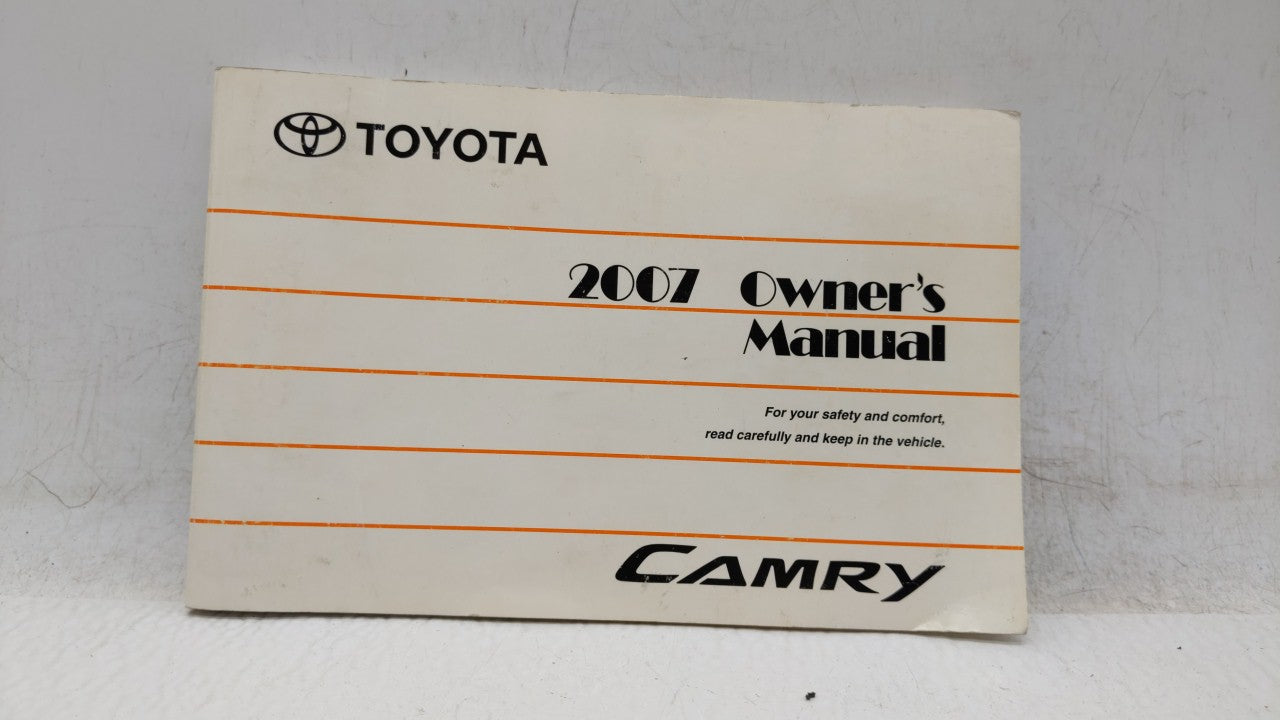 TOYOTA
2007 Owner's
Manual
For your safety and comfort,
read carefully and keep in the vehicle.
CAMRY